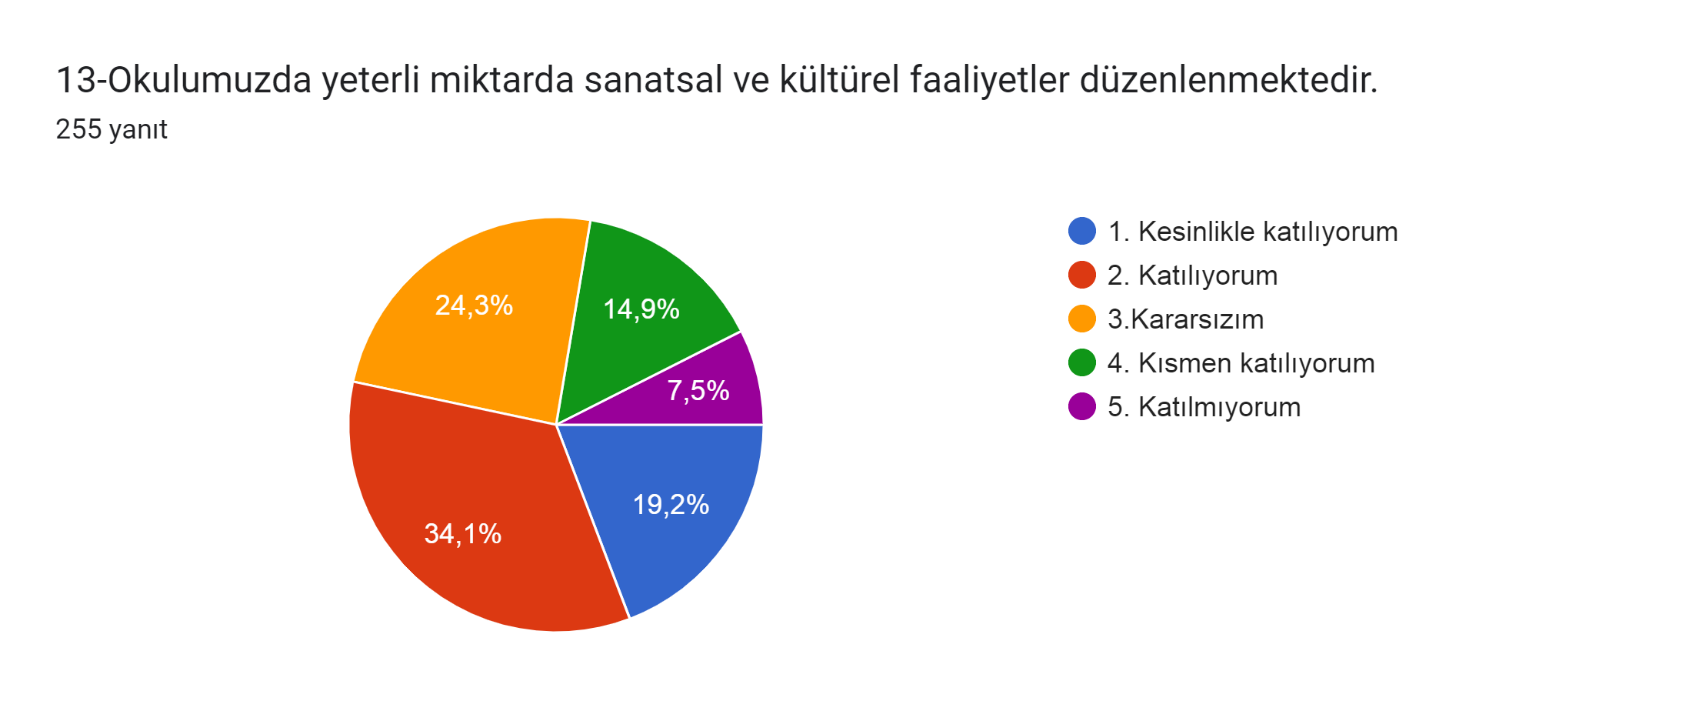 13-Okulumuzda yeterli miktarda sanatsal ve kültürel faaliyetler düzenlenmektedir.
255 yanıt
1. Kesinlikle katılıyorum
2. Katılıyorum
3.Kararsızım
4. Kısmen katılıyorum
5. Katılmıyorum
24,3%
14,9%
7,5%
19,2%
34,1%